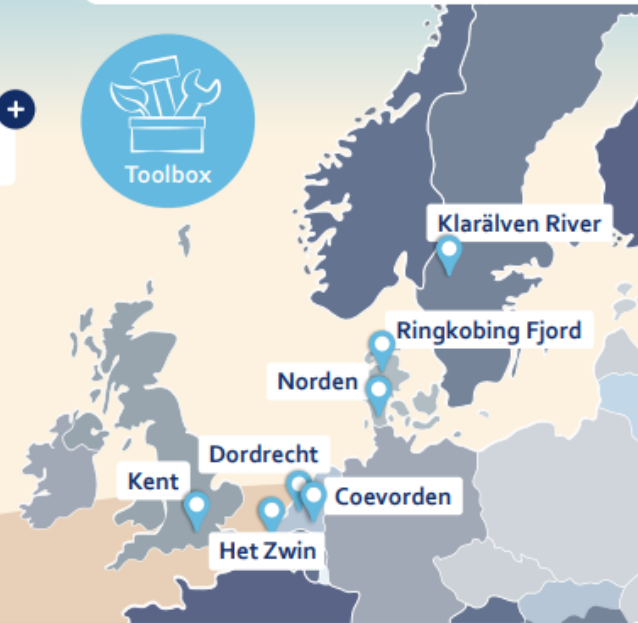 +
Toolbox
Klarälven River
Ringkobing Fjord
Norden
Dordrecht
Kent
Coevorden
Het Zwin